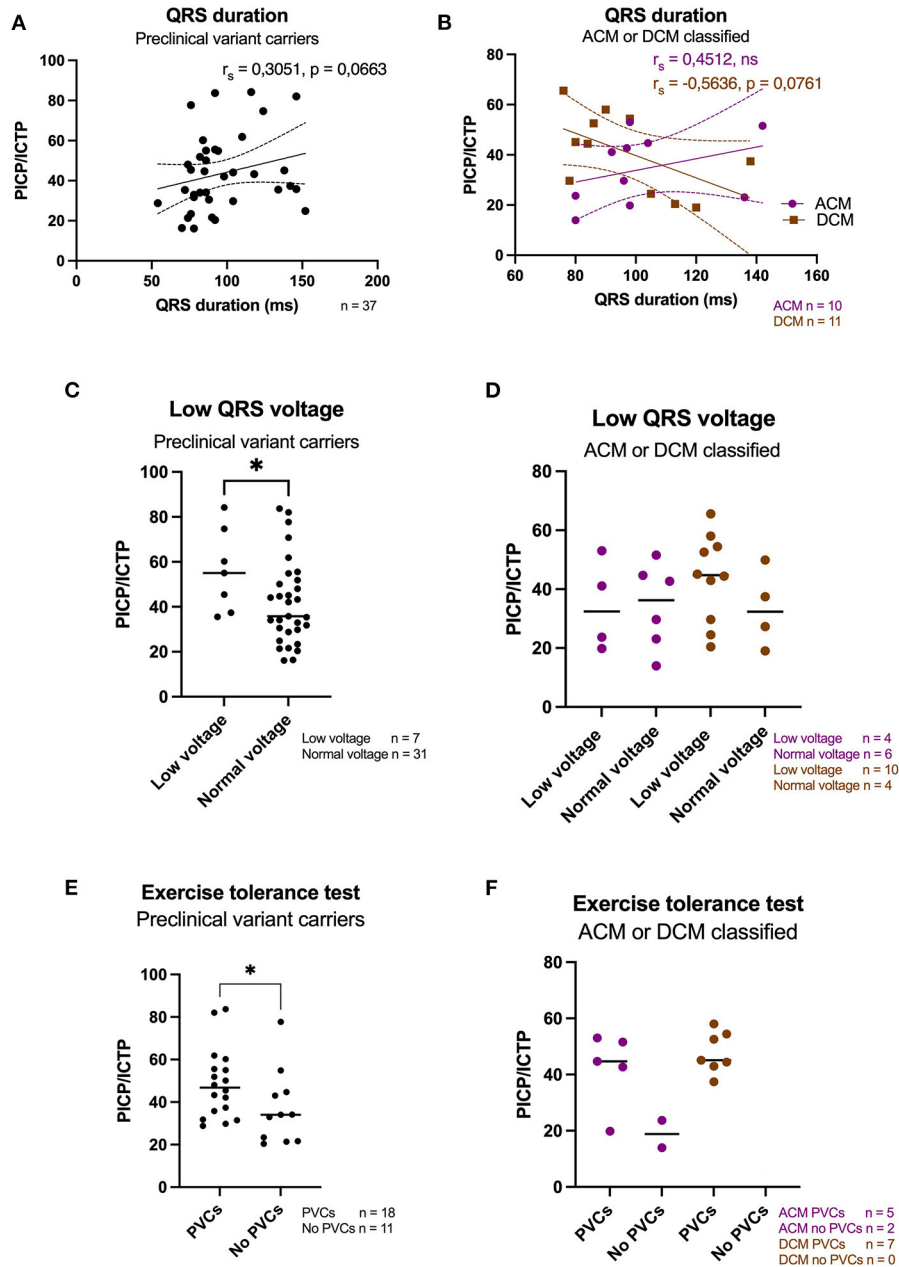 A
QRS duration
Preclinical variant carriers
rs = 0,3051, p = 0,0663
PICP/ICTP
100
80
60
40
20
0
0 50 100 150 200
QRS duration (ms)
n = 37
B
QRS duration
ACM or DCM classified
rs = 0,4512, ns
rs = -0,5636, p = 0,0761
PICP/ICTP
80
60
40
20
0
60 80 100 120 140 160
QRS duration (ms)
ACM
DCM
ACM n = 10
DCM n = 11
C
Low QRS voltage
Preclinical variant carriers
*
PICP/ICTP
100
80
60
40
20
0
Low voltage
Normal voltage
Low voltage n = 7
Normal voltage n = 31
D
Low QRS voltage
ACM or DCM classified
PICP/ICTP
80
60
40
20
0
Low voltage
Normal voltage
Low voltage
Normal voltage
Low voltage n = 4
Normal voltage n = 6
Low voltage n = 10
Normal voltage n = 4
E
Exercise tolerance test
Preclinical variant carriers
*
PICP/ICTP
100
80
60
40
20
0
PVCs
No PVCs
PVCs n = 18
No PVCs n = 11
F
Exercise tolerance test
ACM or DCM classified
PICP/ICTP
80
60
40
20
0
PVCs
No PVCs
PVCs
No PVCs
ACM PVCs n = 5
ACM no PVCs n = 2
DCM PVCs n = 7
DCM no PVCs n = 0